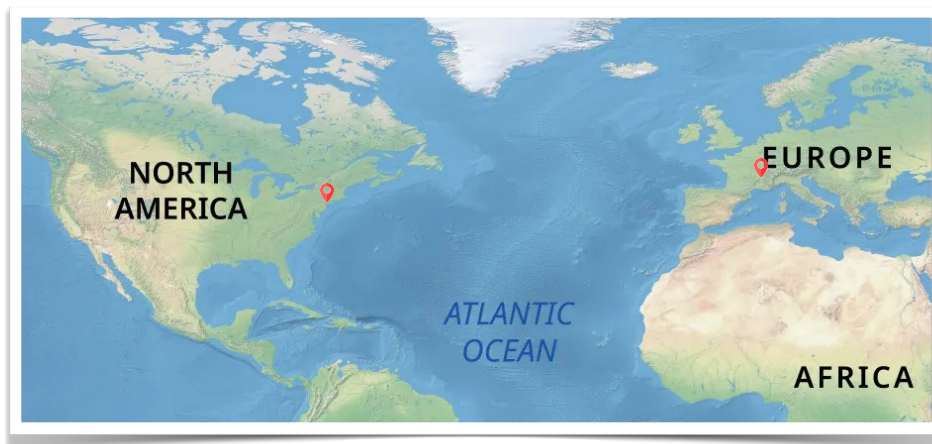 NORTH
AMERICA
EUROPE
ATLANTIC
OCEAN
AFRICA